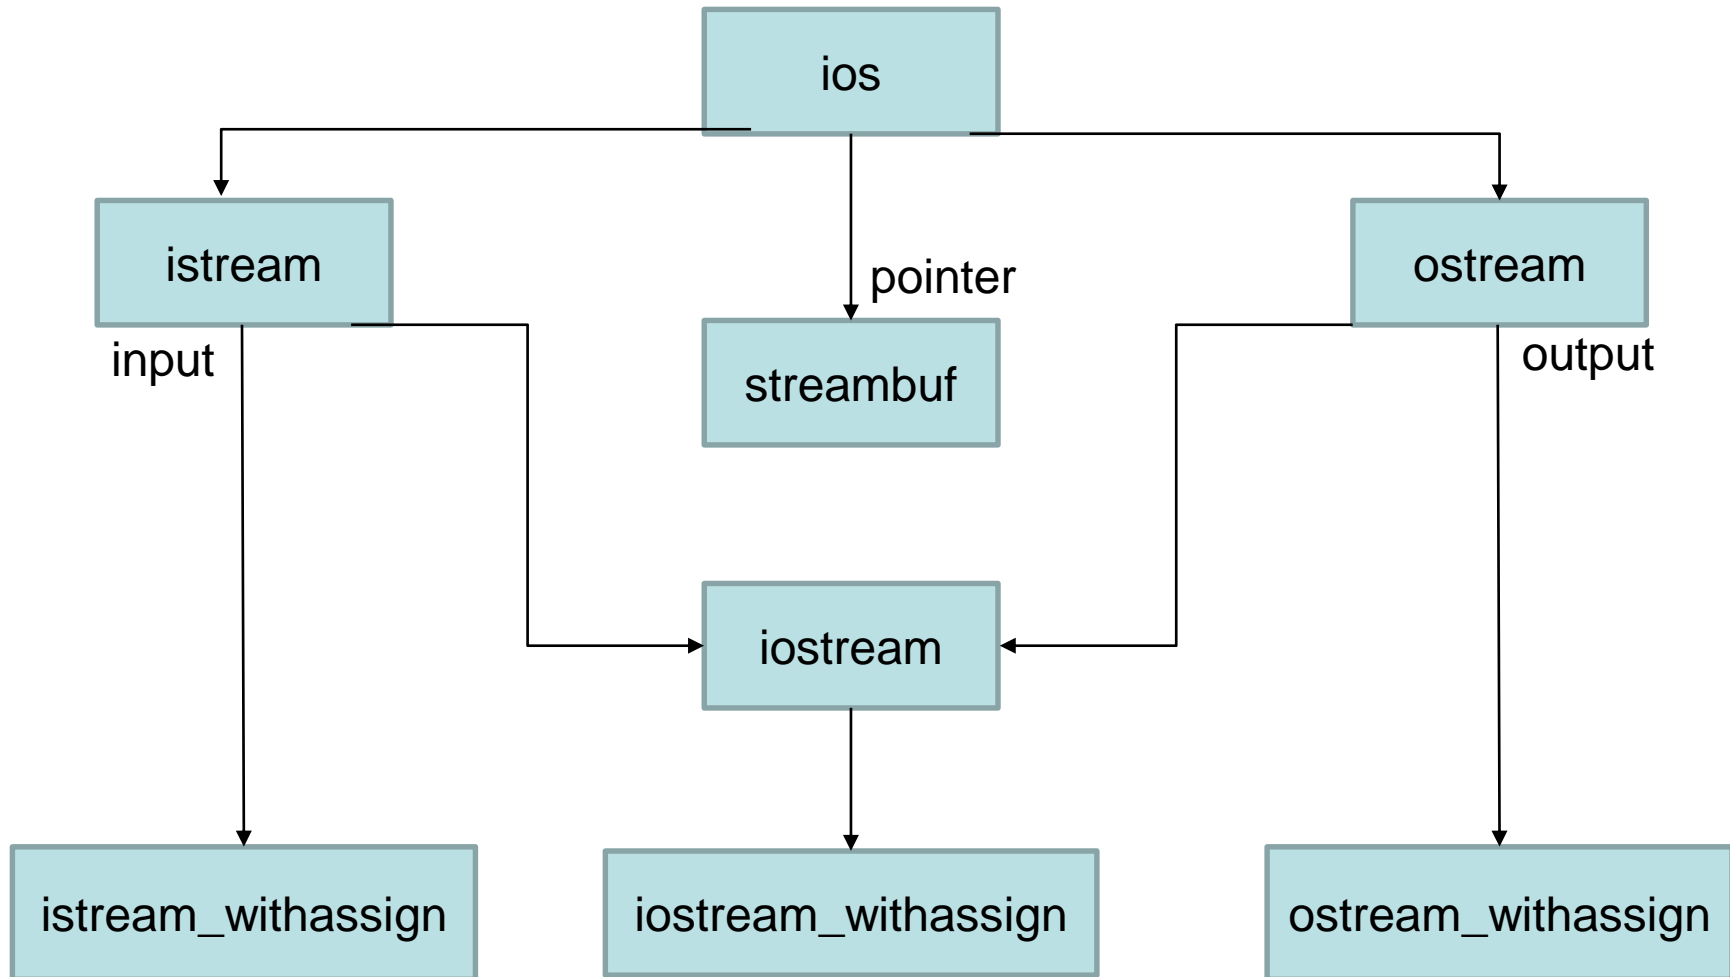 ios
istream
ostream
pointer
input
output
streambuf
iostream
istream_withassign
iostream_withassign
ostream_withassign